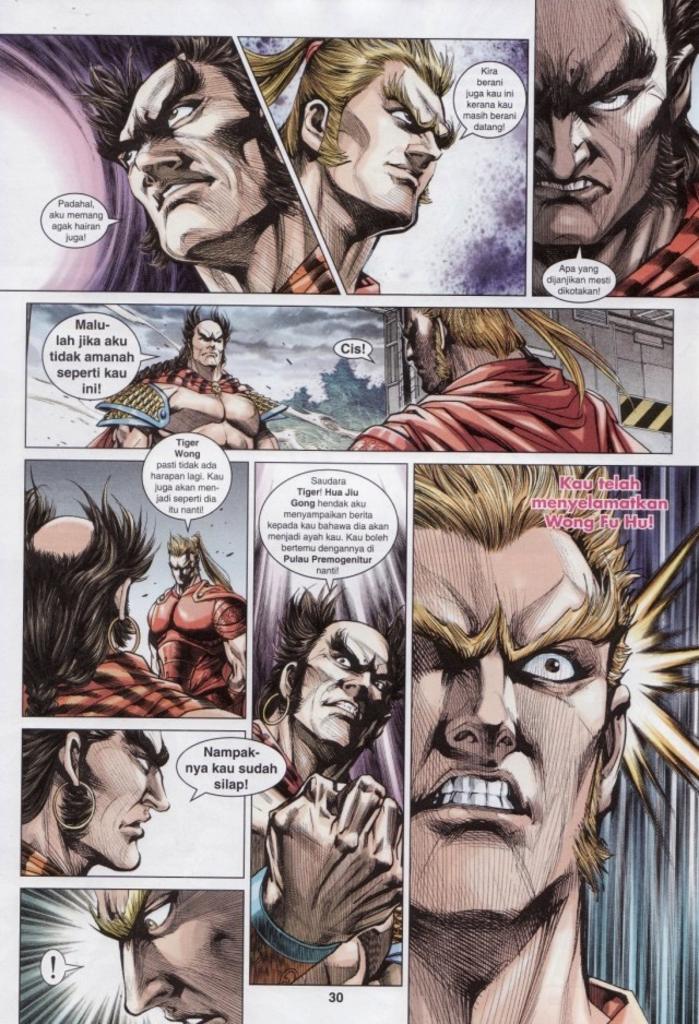 Padahal,
aku memang
agak hairan
juga!
Kira
berani
juga kau ini
kerana kau
masih berani
datang!
Apa yang
dijanjikan mesti
dikotakan!
Malu-
lah jika aku
tidak amanah
seperti kau
ini!
Cis!
Tiger
Wong
pasti tidak ada
harapan lagi. Kau
juga akan men-
jadi seperti dia
itu nanti!
Saudara
Tiger! Hua Jiu
Gong hendak aku
menyampaikan berita
kepada kau bahawa dia akan
menjadi ayah kau. Kau boleh
bertemu dengannya di
Pulau Premogenitur
nanti!
Kau telah
menyelamatkan
Wong Fu Hu!
Nampak-
nya kau sudah
silap!
!
30